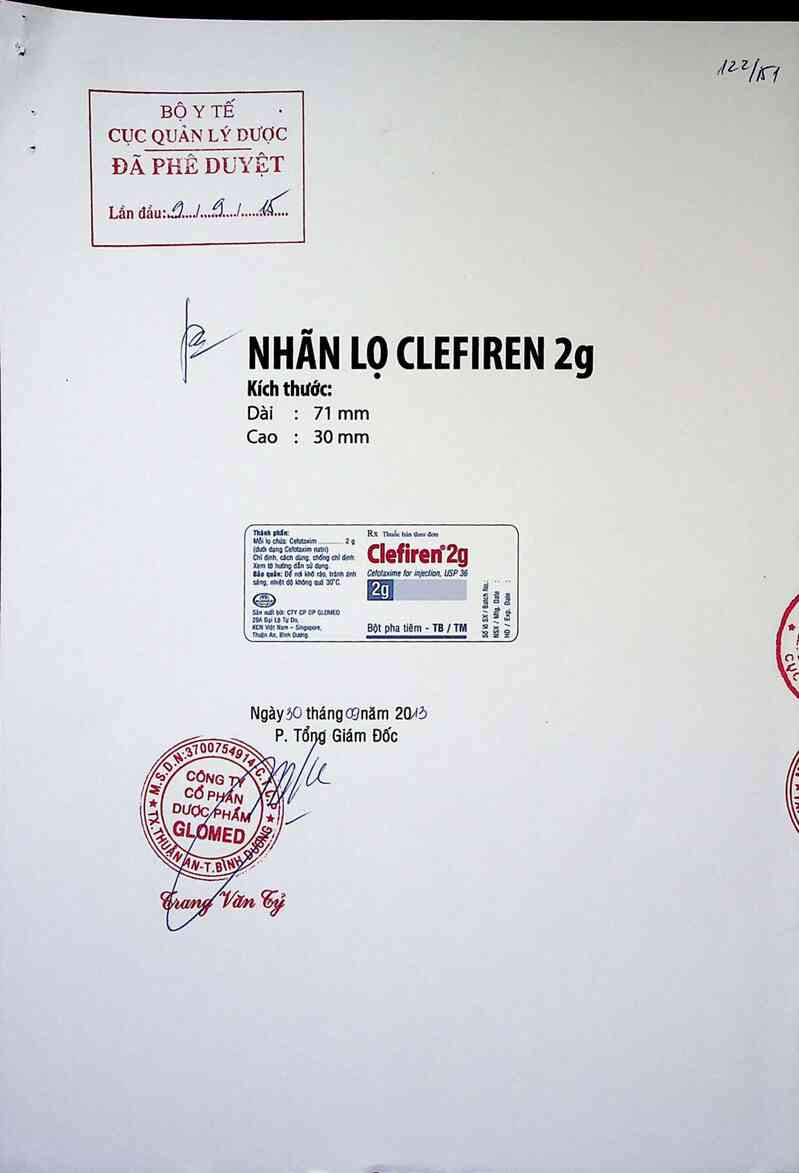 122/151
BỘ Y TẾ
CỤC QUẢN LÝ DƯỢC
ĐÃ PHÊ DUYỆT
Lần đầu:..9..../....9..../......15....
NHÃN LỌ CLEFIREN 2g
Kích thước:
Dài : 71 mm
Cao : 30 mm
Thành phần:
Mỗi lọ chứa: Cefotaxim ........... 2 g
(dưới dạng Cefotaxim natri)
Chỉ định, cách dùng, chống chỉ định:
Xem tờ hướng dẫn sử dụng.
Bảo quản: Để nơi khô ráo, tránh ánh
sáng, nhiệt độ không quá 30°C.
Sản xuất bởi: CTY CP DP GLOMED
29A Đại Lộ Tự Do,
KCN Việt Nam – Singapore,
Thuận An, Bình Dương.
Rx Thuốc bán theo đơn
Clefiren® 2g
Cefotaxime for injection, USP 36
2g
Bột pha tiêm - TB / TM
Số lô SX / Batch No.:
NSX / Mfg. Date :
HD / Exp. Date :
Ngày 30 tháng 09 năm 2013
P. Tổng Giám Đốc
M.S.D.N:3700754914-C.T.C.P
CÔNG TY
CỔ PHẦN
DƯỢC PHẨM
GLOMED
TX.THUẬN AN-T.BÌNH DƯƠNG
Trang Văn Tý
CỤC